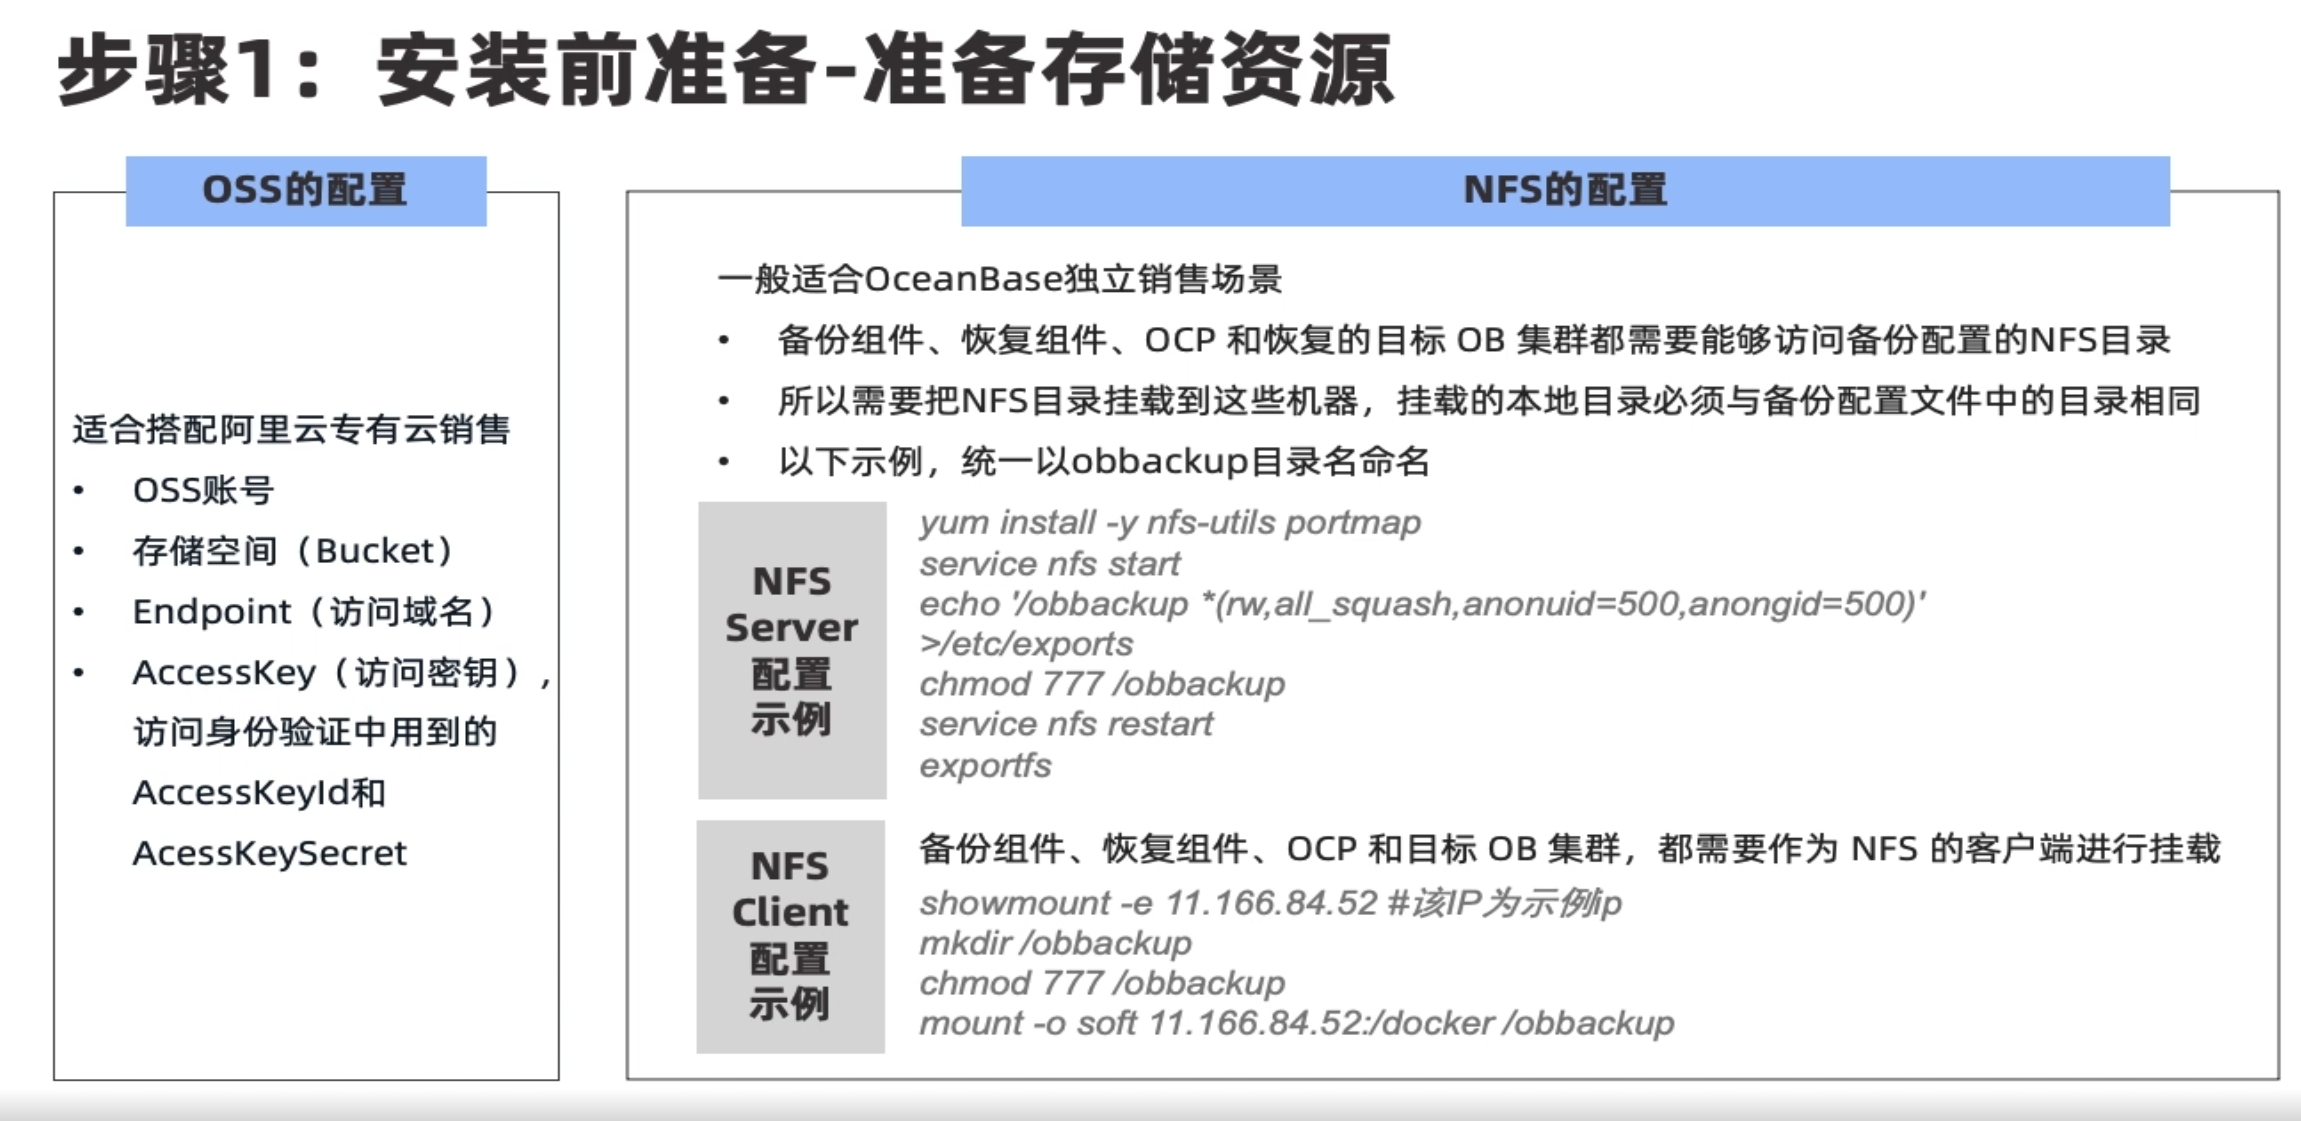 步骤1：安装前准备-准备存储资源
OSS的配置
适合搭配阿里云专有云销售
• OSS账号
• 存储空间（Bucket）
• Endpoint（访问域名）
• AccessKey（访问密钥），
访问身份验证中用到的
AccessKeyId和
AcessKeySecret
NFS的配置
一般适合OceanBase独立销售场景
• 备份组件、恢复组件、OCP 和恢复的目标 OB 集群都需要能够访问备份配置的NFS目录
• 所以需要把NFS目录挂载到这些机器，挂载的本地目录必须与备份配置文件中的目录相同
• 以下示例，统一以obbackup目录名命名
NFS
Server
配置
示例
yum install -y nfs-utils portmap
service nfs start
echo '/obbackup *(rw,all_squash,anonuid=500,anongid=500)'
>/etc/exports
chmod 777 /obbackup
service nfs restart
exportfs
NFS
Client
配置
示例
备份组件、恢复组件、OCP 和目标 OB 集群，都需要作为 NFS 的客户端进行挂载
showmount -e 11.166.84.52 #该IP为示例ip
mkdir /obbackup
chmod 777 /obbackup
mount -o soft 11.166.84.52:/docker /obbackup